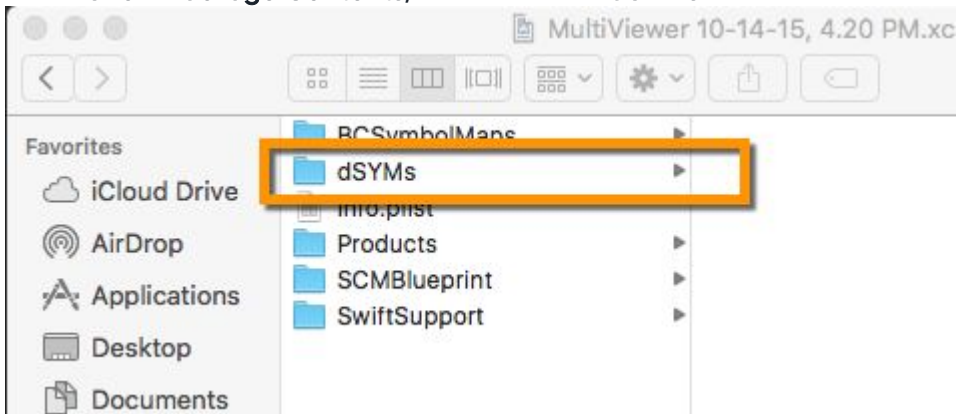 MultiViewer 10-14-15, 4.20 PM.xc
Favorites
iCloud Drive
AirDrop
Applications
Desktop
Documents
BCSymbolMaps
dSYMs
Info.plist
Products
SCMBlueprint
SwiftSupport